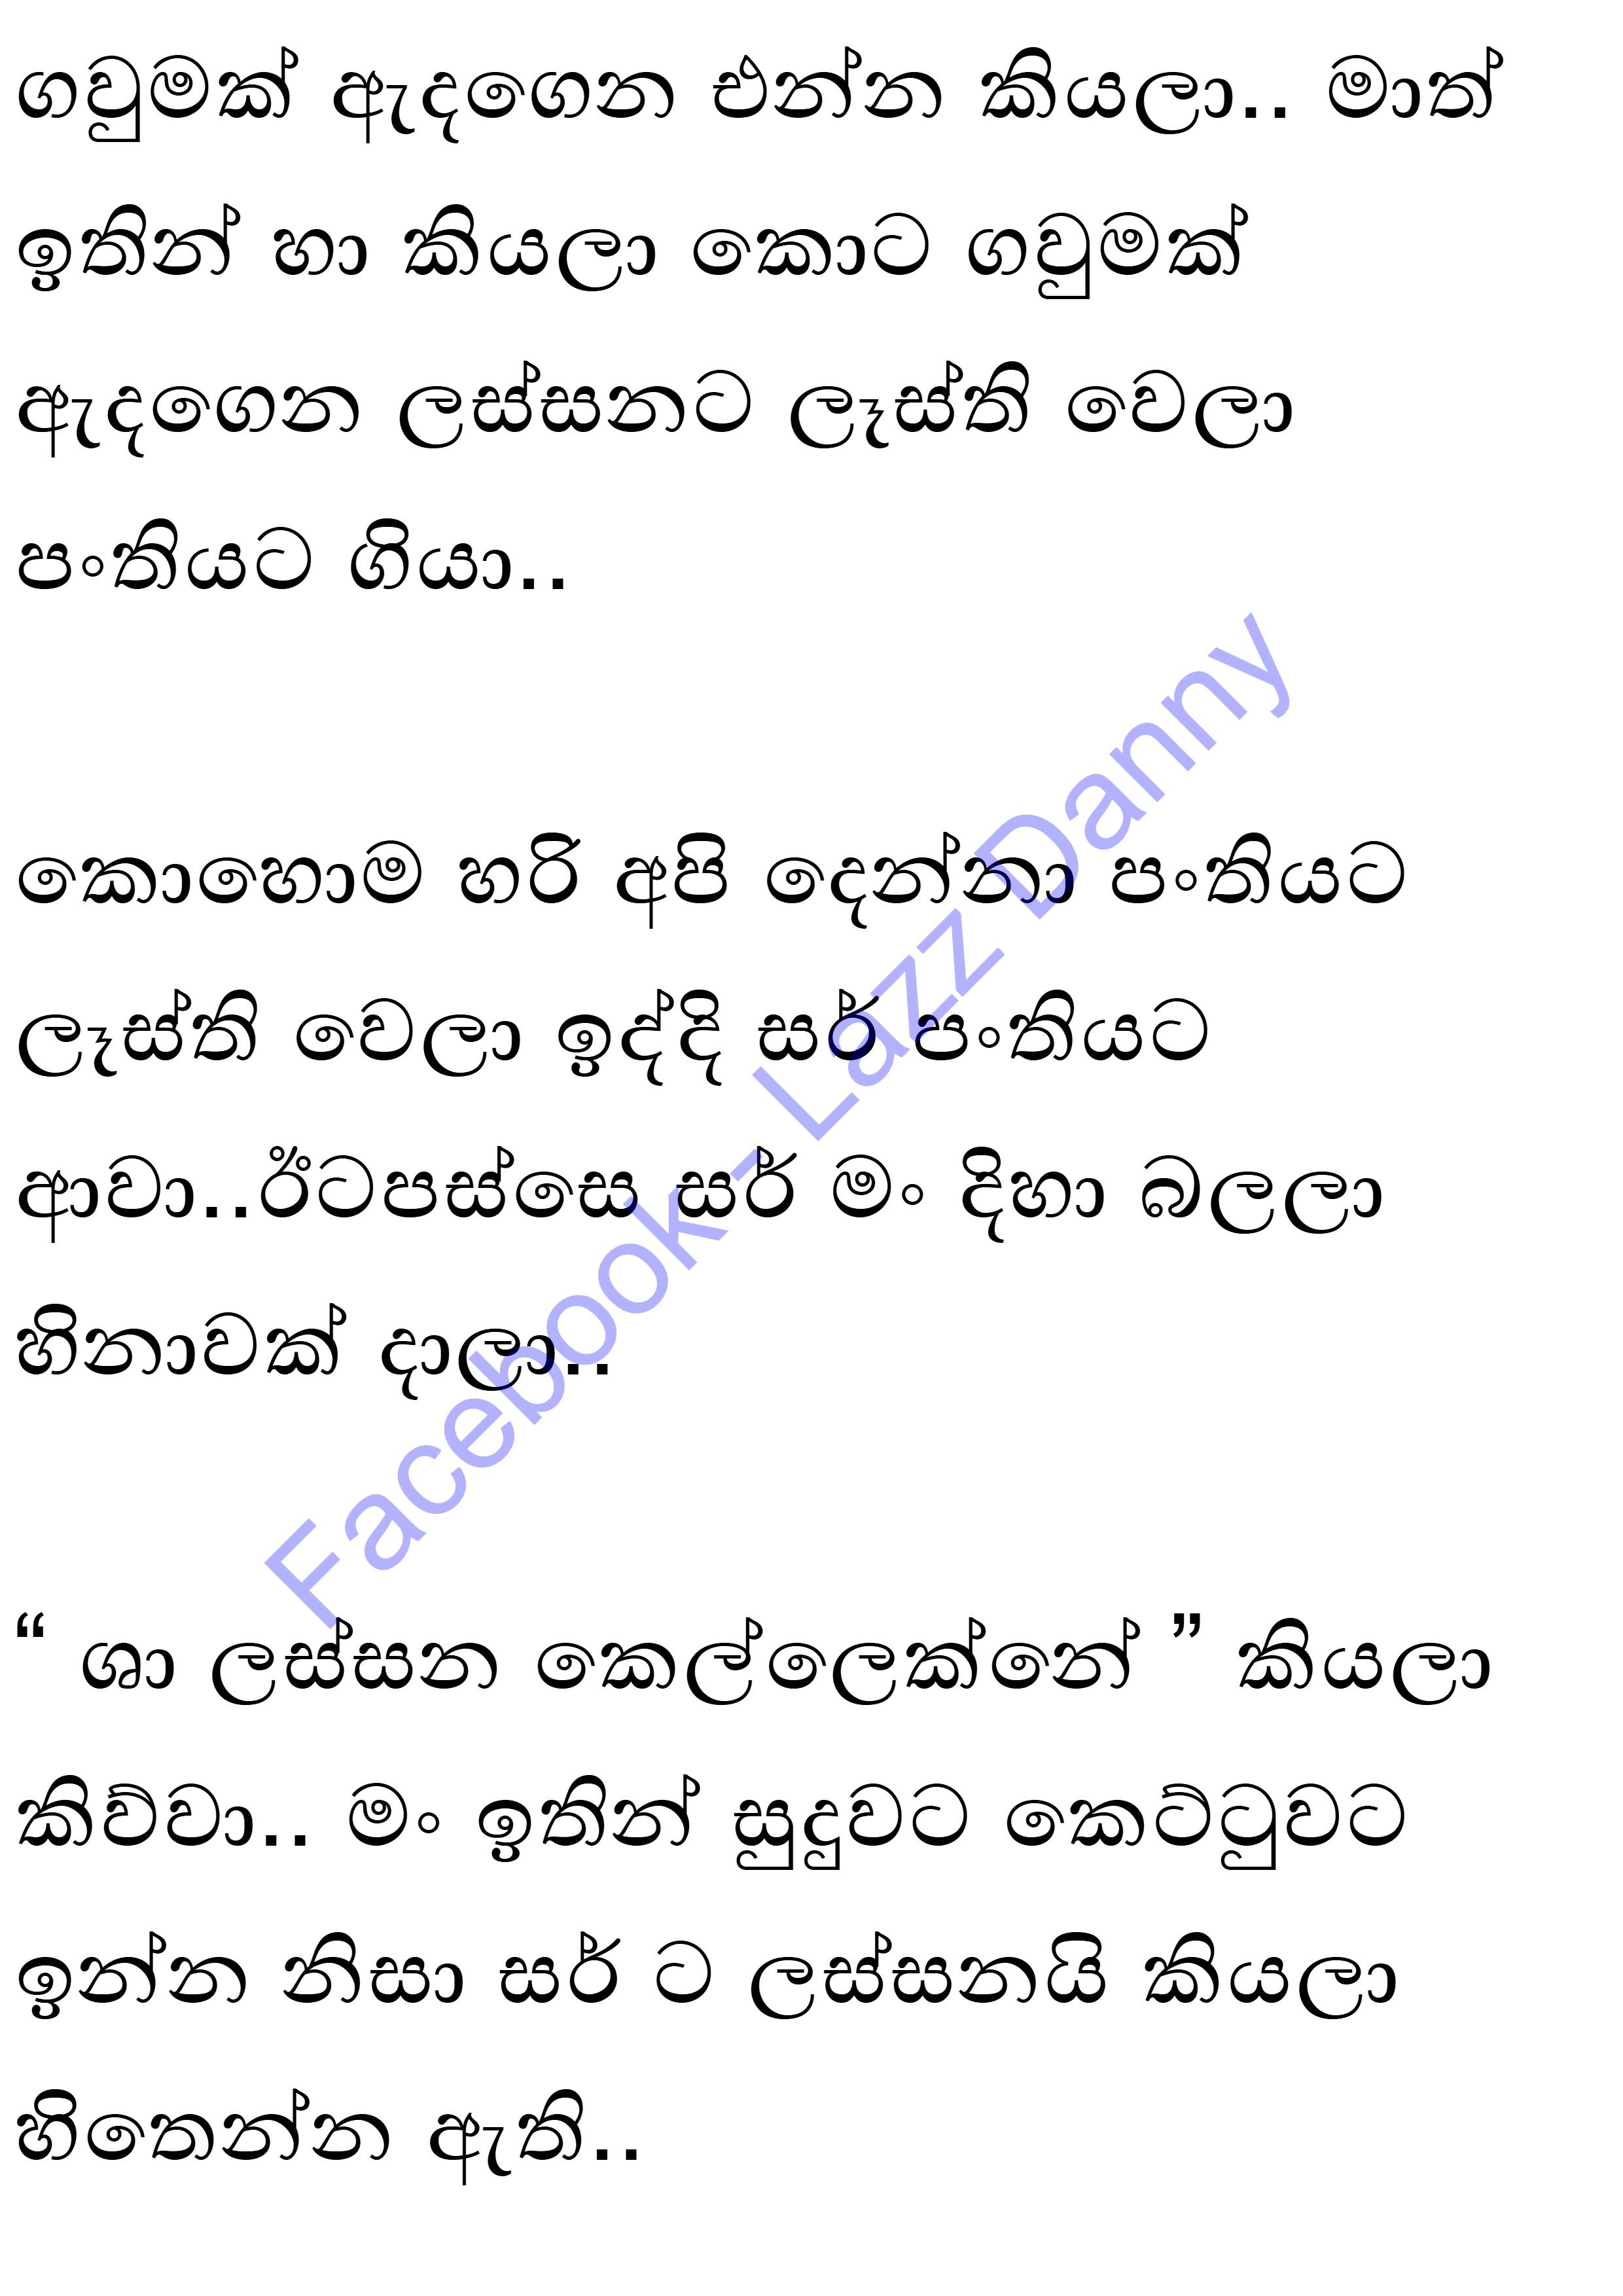 ගවුමක් ඇදගෙන එන්න කියලා.. මාත්
ඉතින් හා කියලා කොට ගවුමක්
ඇදගෙන ලස්සනට ලෑස්ති වෙලා
පංතියට ගියා..
කොහොම හරි අපි දෙන්නා පංතියට
ලෑස්ති වෙලා ඉද්දි සර් පංතියට
ආවා..ඊටපස්සෙ සර් මං දිහා බලලා
හිනාවක් දාලා..
“ ශා ලස්සන කෙල්ලෙක්නේ ” කියලා
කිව්වා.. මං ඉතින් සුදුවට කෙට්ටුවට
ඉන්න නිසා සර් ට ලස්සනයි කියලා
හිතෙන්න ඇති..
Facebook - Lazz Danny